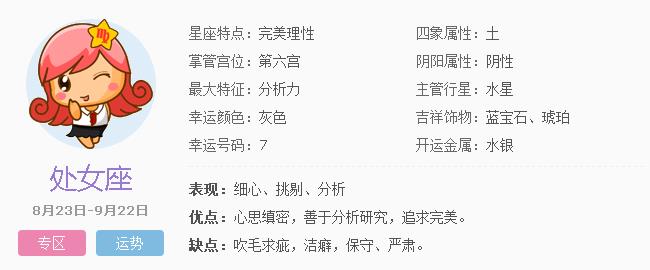 星座特点：完美理性 四象属性：土
掌管宫位：第六宫 阴阳属性：阴性
最大特征：分析力 主管行星：水星
幸运颜色：灰色 吉祥饰物：蓝宝石、琥珀
幸运号码：7 开运金属：水银
处女座
8月23日-9月22日
专区 运势
表现：细心、挑剔、分析
优点：心思缜密，善于分析研究，追求完美。
缺点：吹毛求疵，洁癖，保守、严肃。